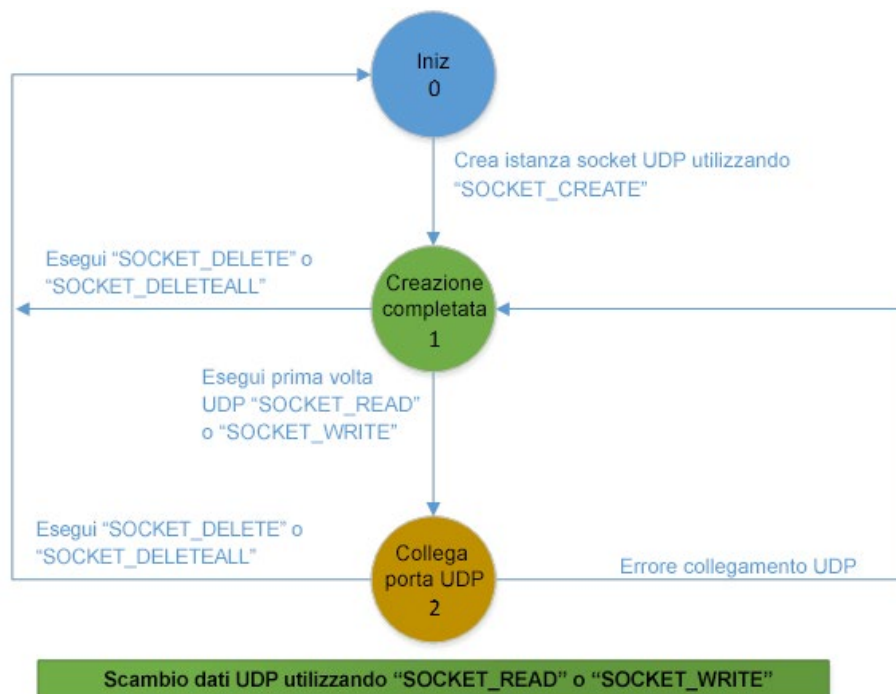 Iniz
0
Crea istanza socket UDP utilizzando
“SOCKET_CREATE”
Esegui “SOCKET_DELETE” o
“SOCKET_DELETEALL”
Creazione
completata
1
Esegui prima volta
UDP “SOCKET_READ”
o “SOCKET_WRITE”
Esegui “SOCKET_DELETE” o
“SOCKET_DELETEALL”
Collega
porta UDP
2
Errore collegamento UDP
Scambio dati UDP utilizzando “SOCKET_READ” o “SOCKET_WRITE”